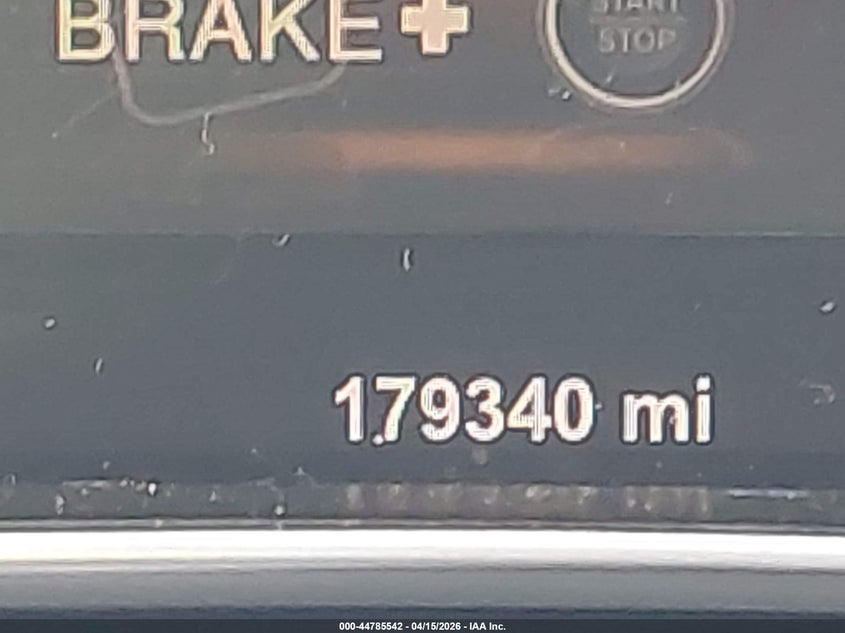 BRAKE+
START
STOP
179340 mi
000-44785542 - 04/15/2026 - IAA Inc.